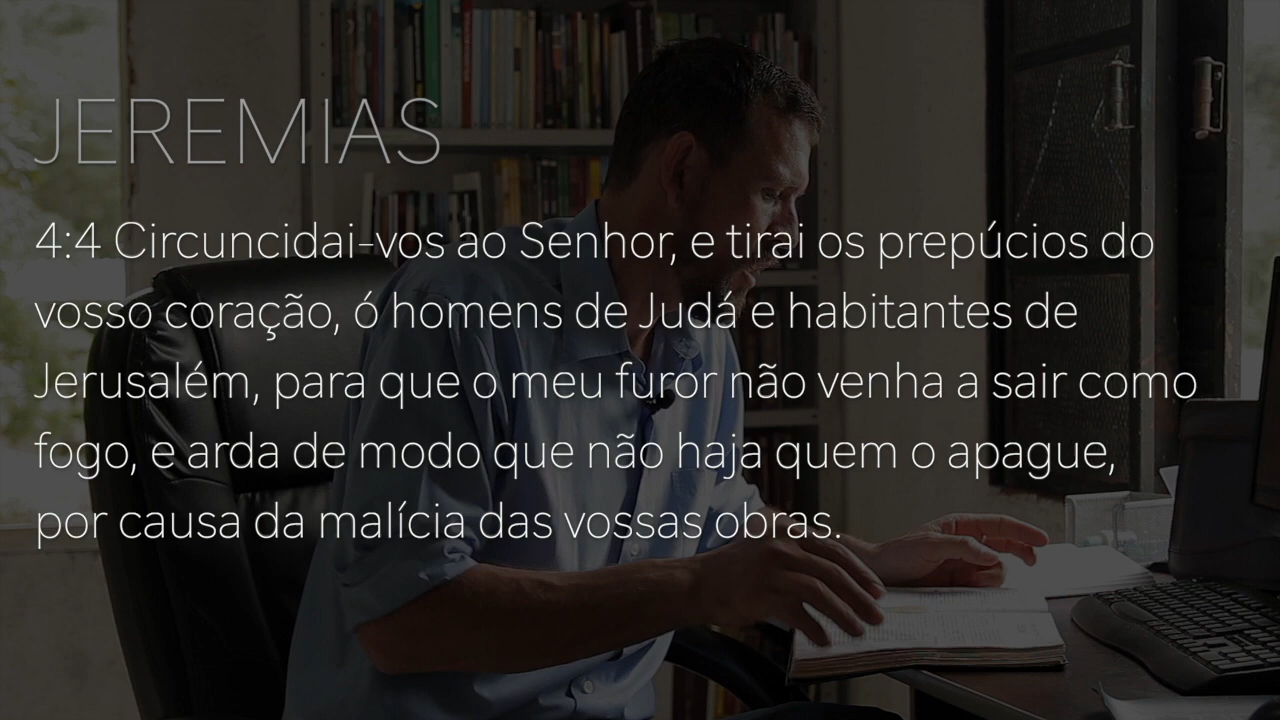 JEREMIAS
4:4 Circuncidai-vos ao Senhor, e tirai os prepúcios do
vosso coração, ó homens de Judá e habitantes de
Jerusalém, para que o meu furor não venha a sair como
fogo, e arda de modo que não haja quem o apague,
por causa da malícia das vossas obras.